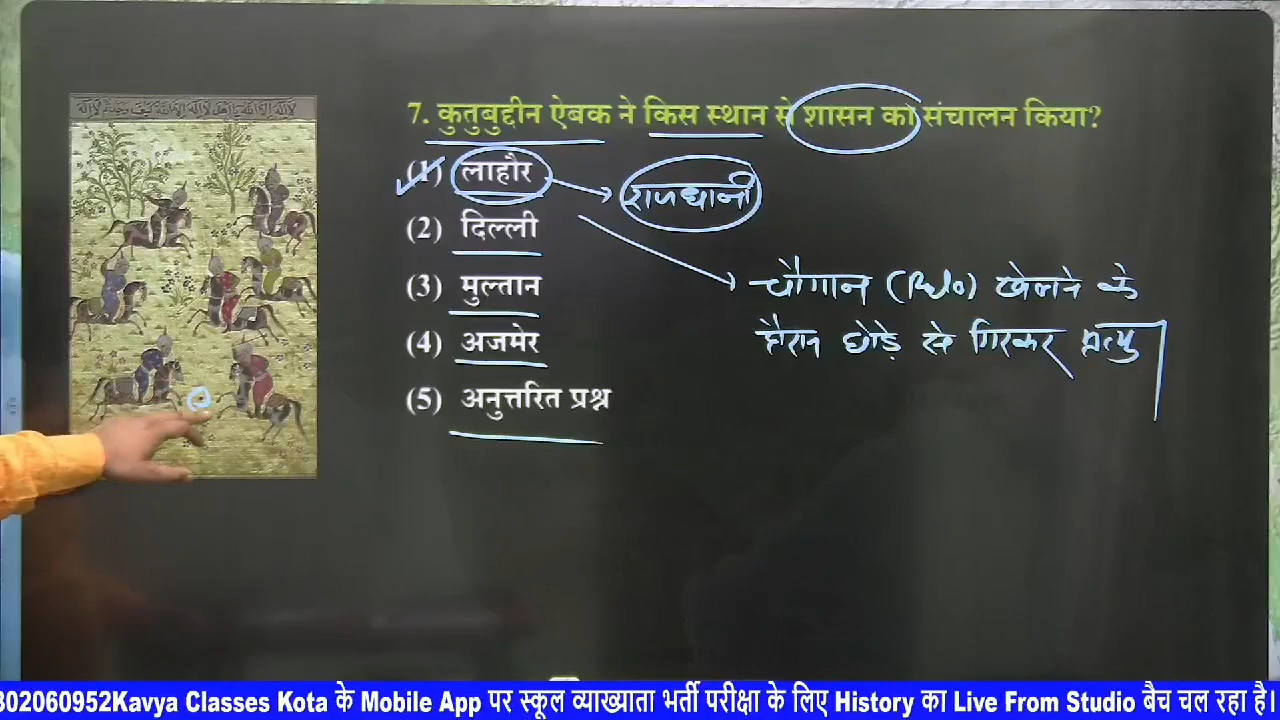 7. कुतुबुद्दीन ऐबक ने किस स्थान से शासन का संचालन किया?
(1) लाहौर
राजधानी
(2) दिल्ली
(3) मुल्तान
चौगान (Polo) खेलने के
(4) अजमेर
दौरान घोड़े से गिरकर मृत्यु
(5) अनुत्तरित प्रश्न
302060952Kavya Classes Kota के Mobile App पर स्कूल व्याख्याता भर्ती परीक्षा के लिए History का Live From Studio बैच चल रहा है।